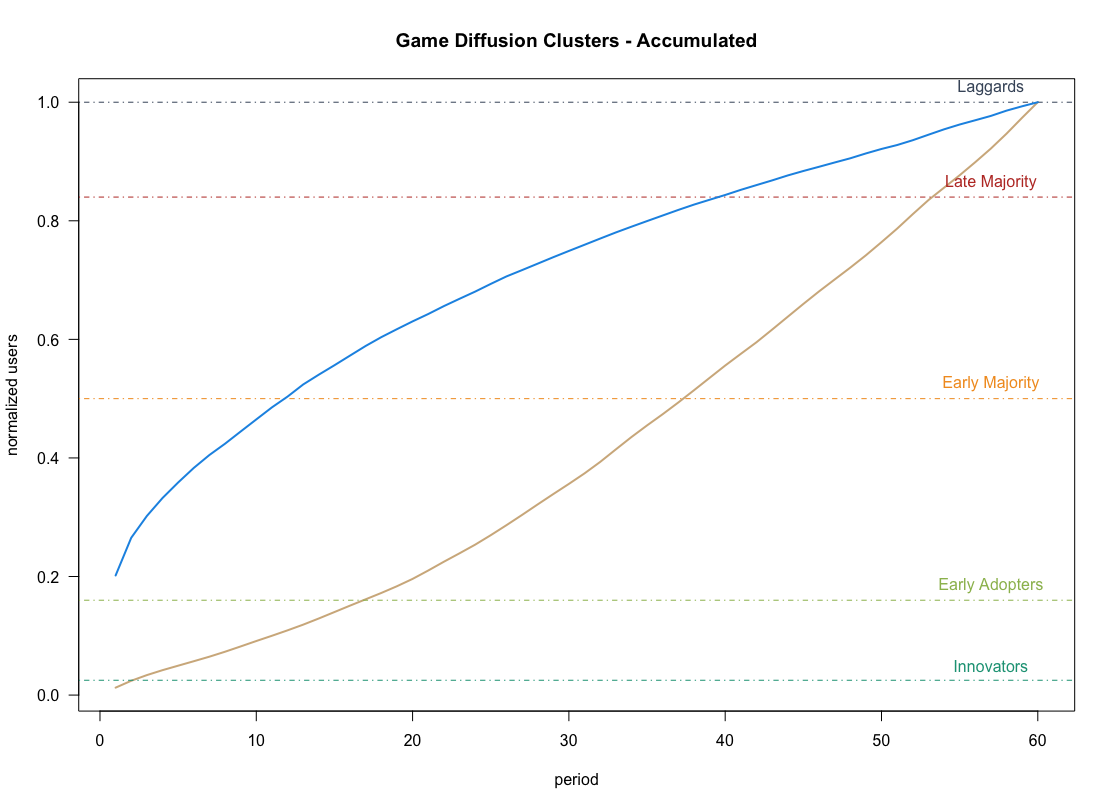 Game Diffusion Clusters - Accumulated
normalized users
1.0
0.8
0.6
0.4
0.2
0.0
Laggards
Late Majority
Early Majority
Early Adopters
Innovators
0 10 20 30 40 50 60
period